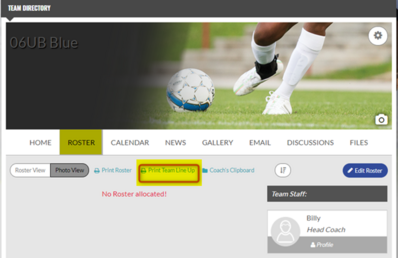 TEAM DIRECTORY
06UB Blue
HOME ROSTER CALENDAR NEWS GALLERY EMAIL DISCUSSIONS FILES
Roster View Photo View Print Roster Print Team Line Up Coach's Clipboard Edit Roster
No Roster allocated!
Team Staff:
Billy
Head Coach
Profile